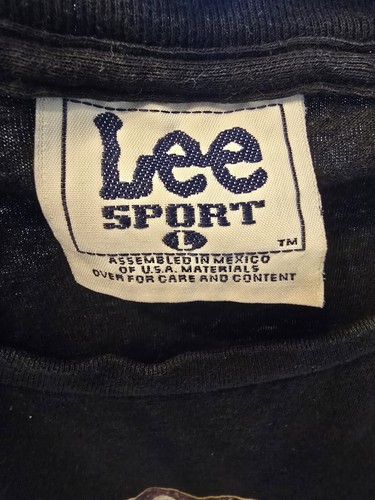 Lee
SPORT
L
TM
ASSEMBLED IN MEXICO
OF U.S.A. MATERIALS
OVER FOR CARE AND CONTENT